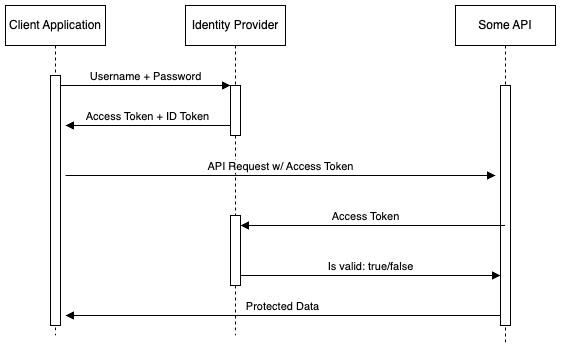 Client Application
Identity Provider
Some API
Username + Password
Access Token + ID Token
API Request w/ Access Token
Access Token
Is valid: true/false
Protected Data